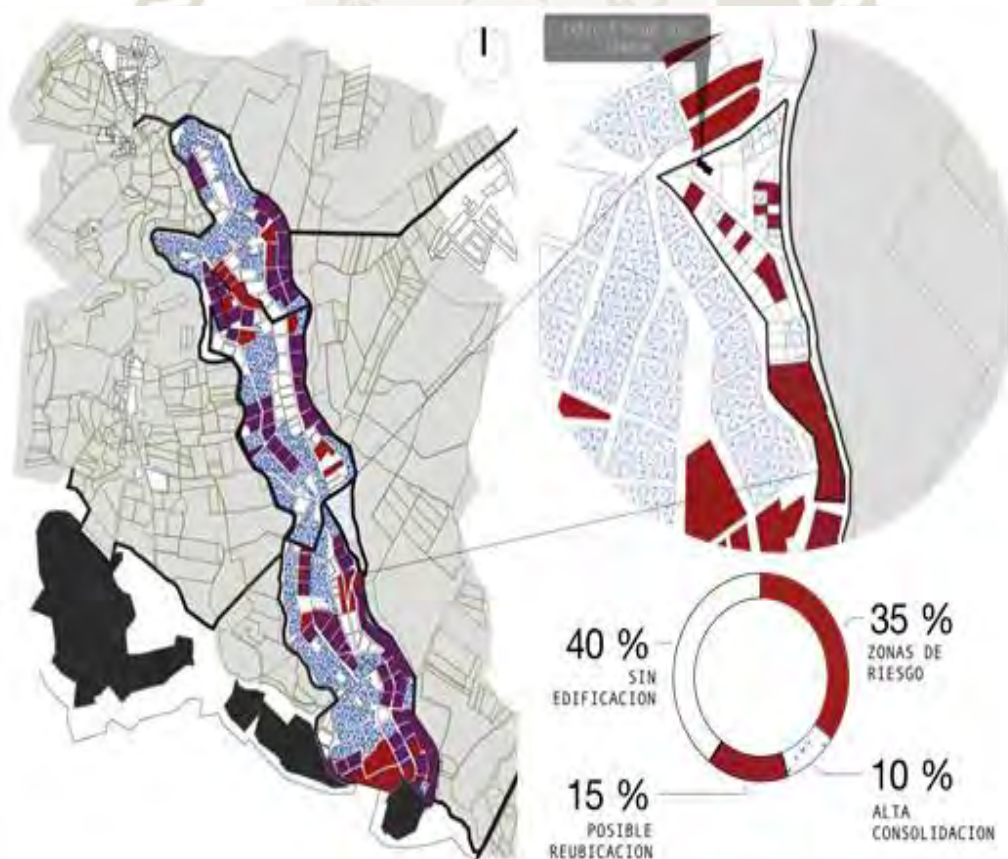 40 %
SIN
EDIFICACION
35 %
ZONAS DE
RIESGO
15 %
POSIBLE
REUBICACION
10 %
ALTA
CONSOLIDACION